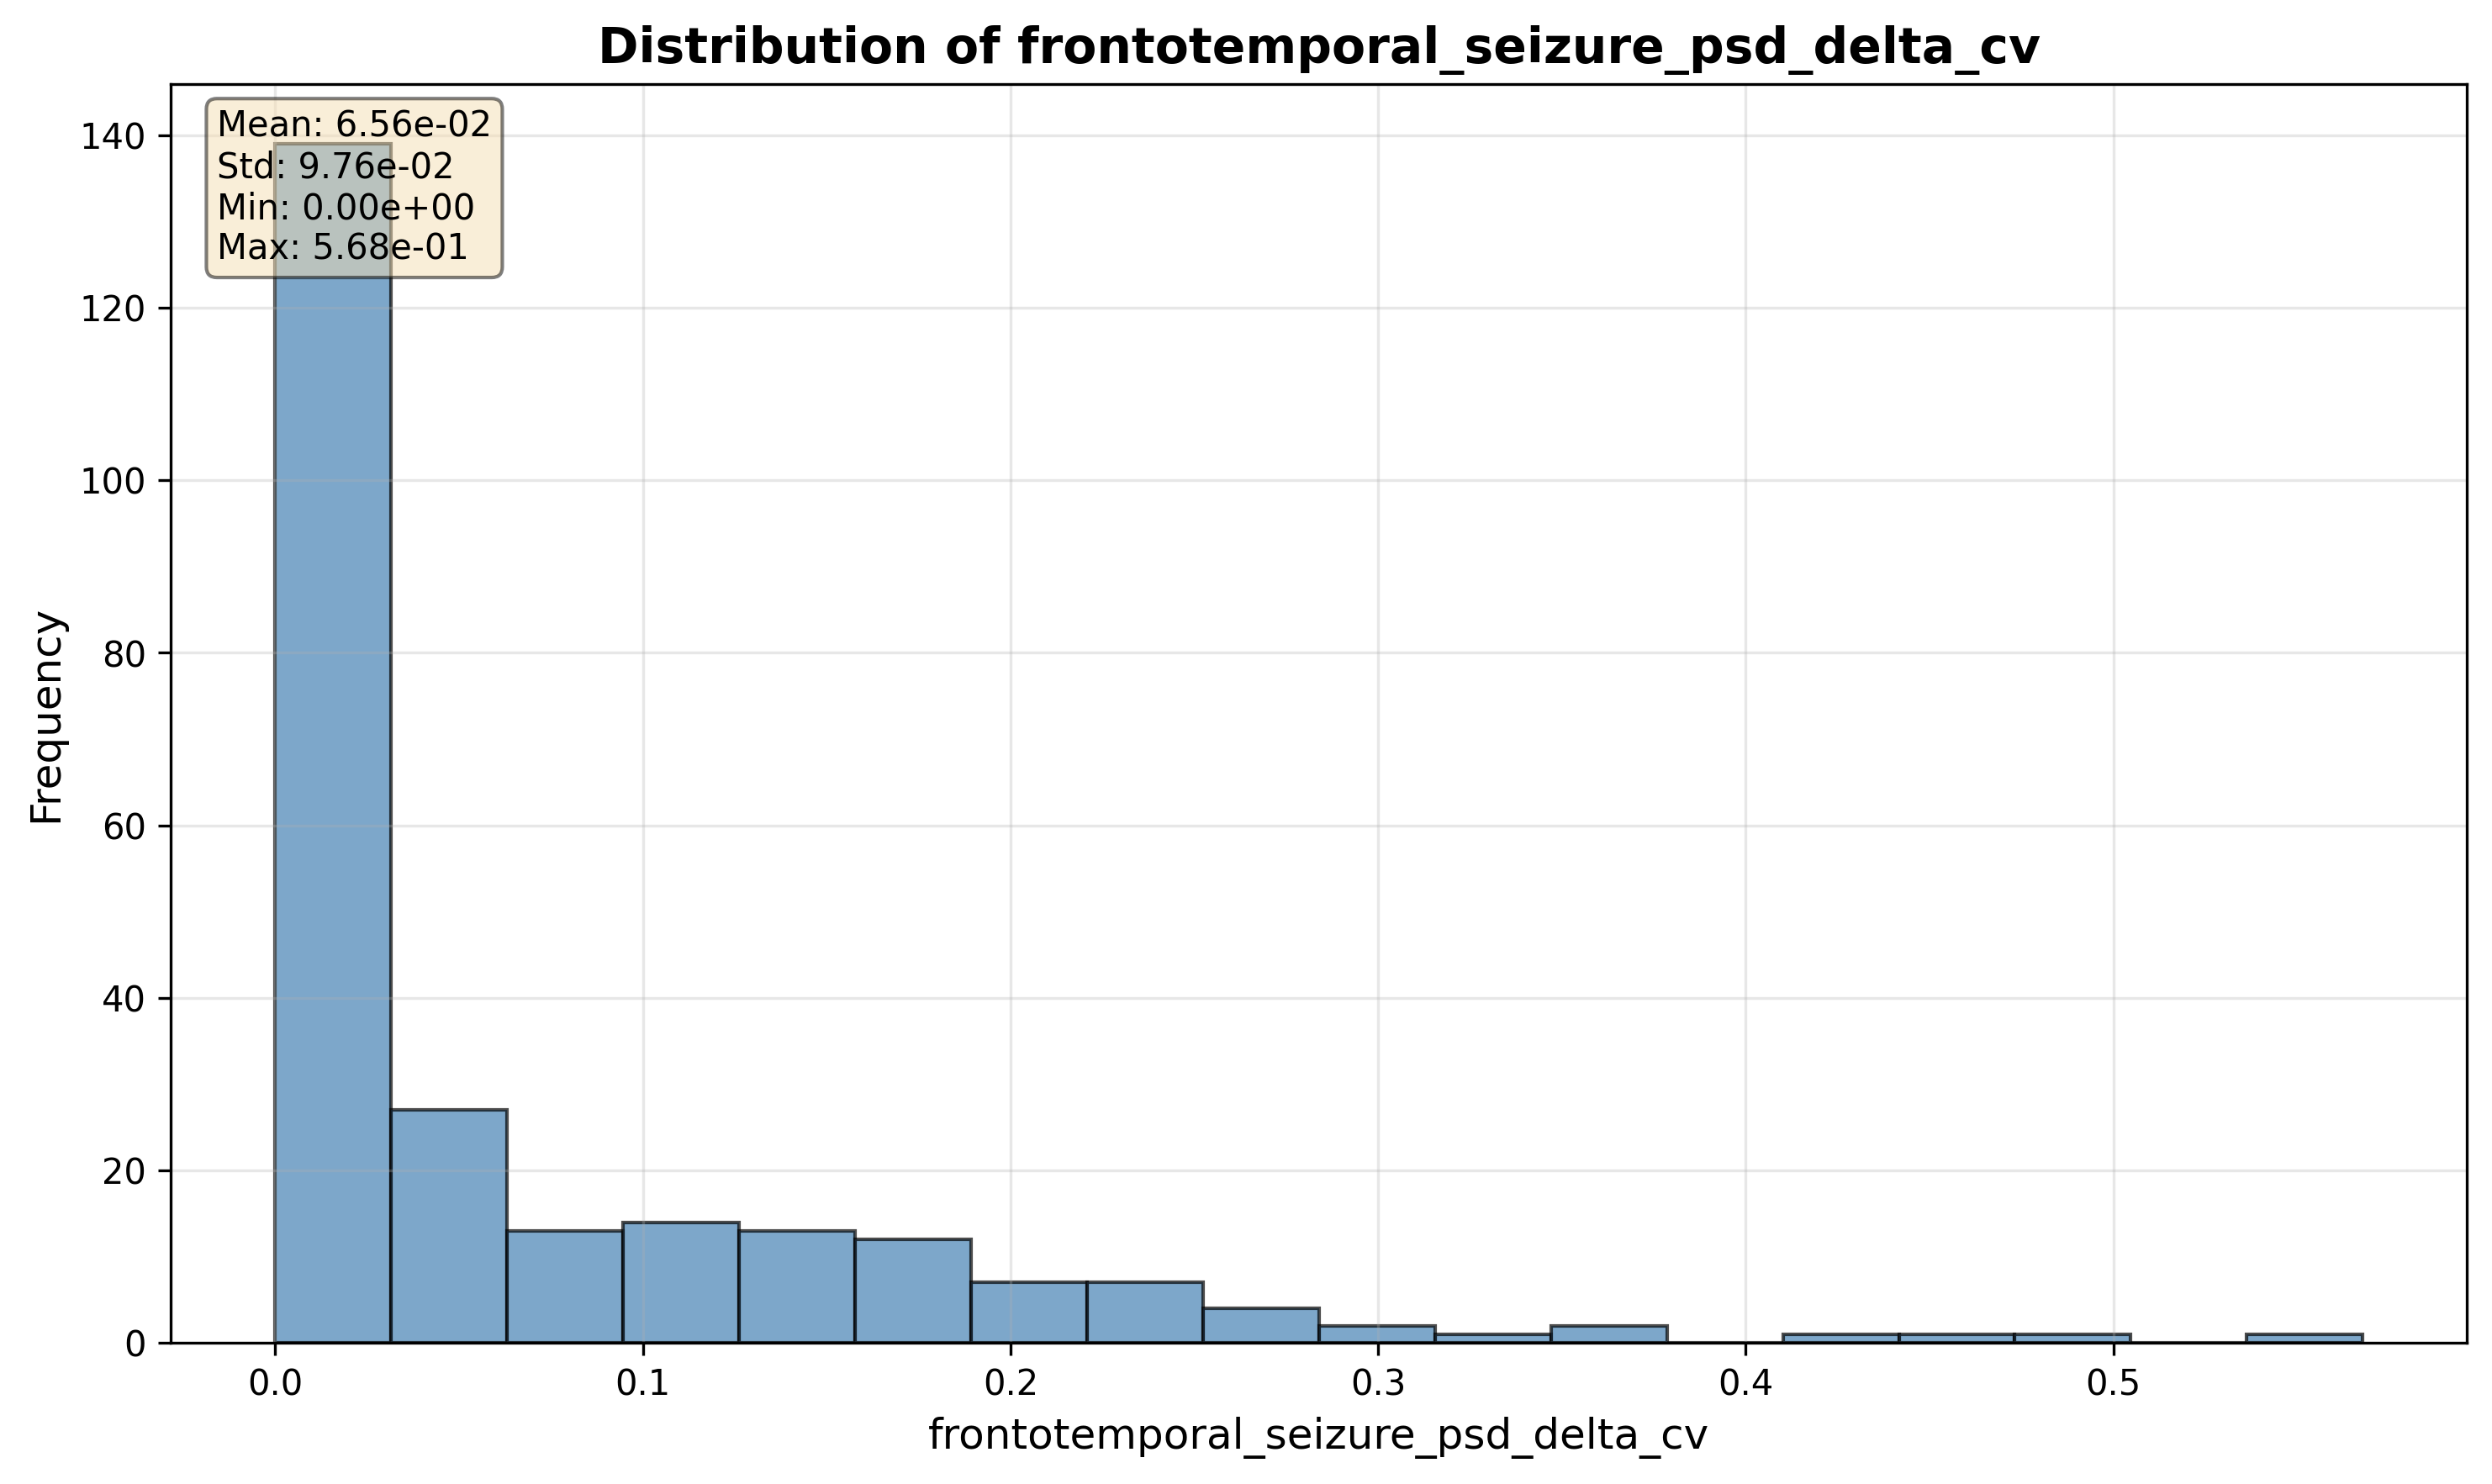 Distribution of frontotemporal_seizure_psd_delta_cv
Mean: 6.56e-02
Std: 9.76e-02
Min: 0.00e+00
Max: 5.68e-01
140
120
100
80
60
40
20
0
Frequency
0.0 0.1 0.2 0.3 0.4 0.5
frontotemporal_seizure_psd_delta_cv